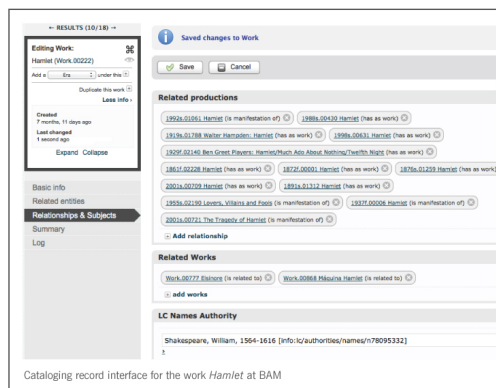 ← RESULTS (10/18) →
Editing Work:
Hamlet (Work.00222)
Add a Era under this
Duplicate this work
Less info ›
Created
7 months, 11 days ago
Last changed
1 second ago
Expand Collapse
Basic info
Related entities
Relationships & Subjects
Summary
Log
Saved changes to Work
Save Cancel
Related productions
1992s.01061 Hamlet (is manifestation of) 1988s.00430 Hamlet (has as work)
1919s.01788 Walter Hampden: Hamlet (has as work) 1998s.00631 Hamlet (has as work)
1929f.02140 Ben Greet Players: Hamlet/Much Ado About Nothing/Twelfth Night (has as work)
1861f.02228 Hamlet (has as work) 1872f.00001 Hamlet (has as work) 1876s.01259 Hamlet (has as work)
2001s.00709 Hamlet (has as work) 1891s.01312 Hamlet (has as work)
1955s.02190 Lovers, Villains and Fools (is manifestation of) 1937f.00006 Hamlet (is manifestation of)
2001s.00721 The Tragedy of Hamlet (is manifestation of)
Add relationship
Related Works
Work.00777 Elsinore (is related to) Work.00868 Máquina Hamlet (is related to)
add works
LC Names Authority
Shakespeare, William, 1564-1616 [info:lc/authorities/names/n78095332]
Cataloging record interface for the work Hamlet at BAM